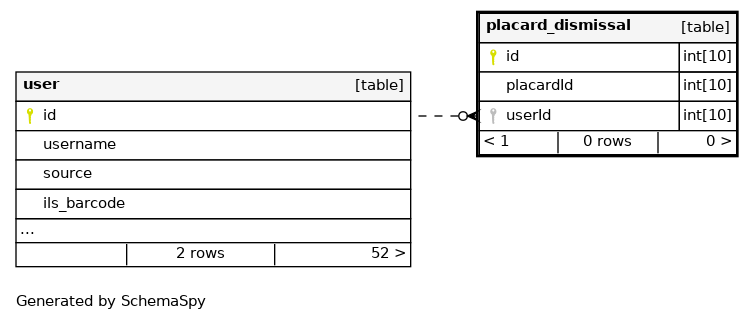 placard_dismissal [table]
id int[10]
placardId int[10]
userId int[10]
< 1 0 rows 0 >
user [table]
id
username
source
ils_barcode
...
2 rows 52 >
Generated by SchemaSpy